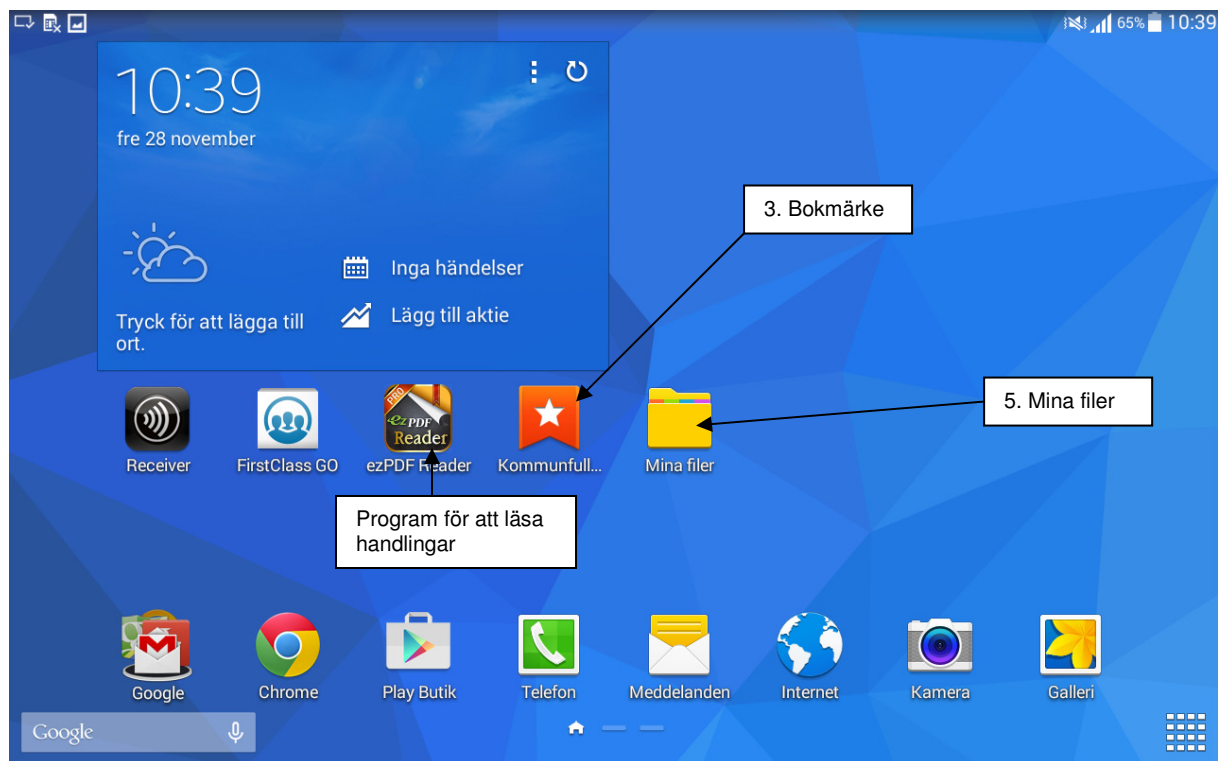 65% 10:39
10:39
fre 28 november
Inga händelser
Lägg till aktie
Tryck för att lägga till
ort.
3. Bokmärke
5. Mina filer
PRO
ez PDF
Reader
Receiver
FirstClass GO
ezPDF Reader
Kommunfull...
Mina filer
Program för att läsa
handlingar
Google
Chrome
Play Butik
Telefon
Meddelanden
Internet
Kamera
Galleri
Google